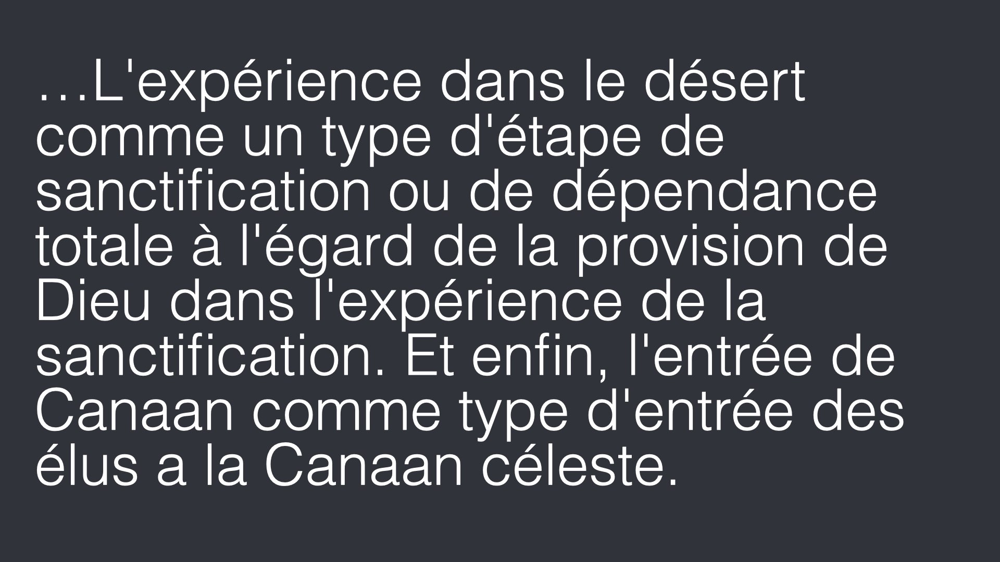 …L'expérience dans le désert
comme un type d'étape de
sanctification ou de dépendance
totale à l'égard de la provision de
Dieu dans l'expérience de la
sanctification. Et enfin, l'entrée de
Canaan comme type d'entrée des
élus a la Canaan céleste.